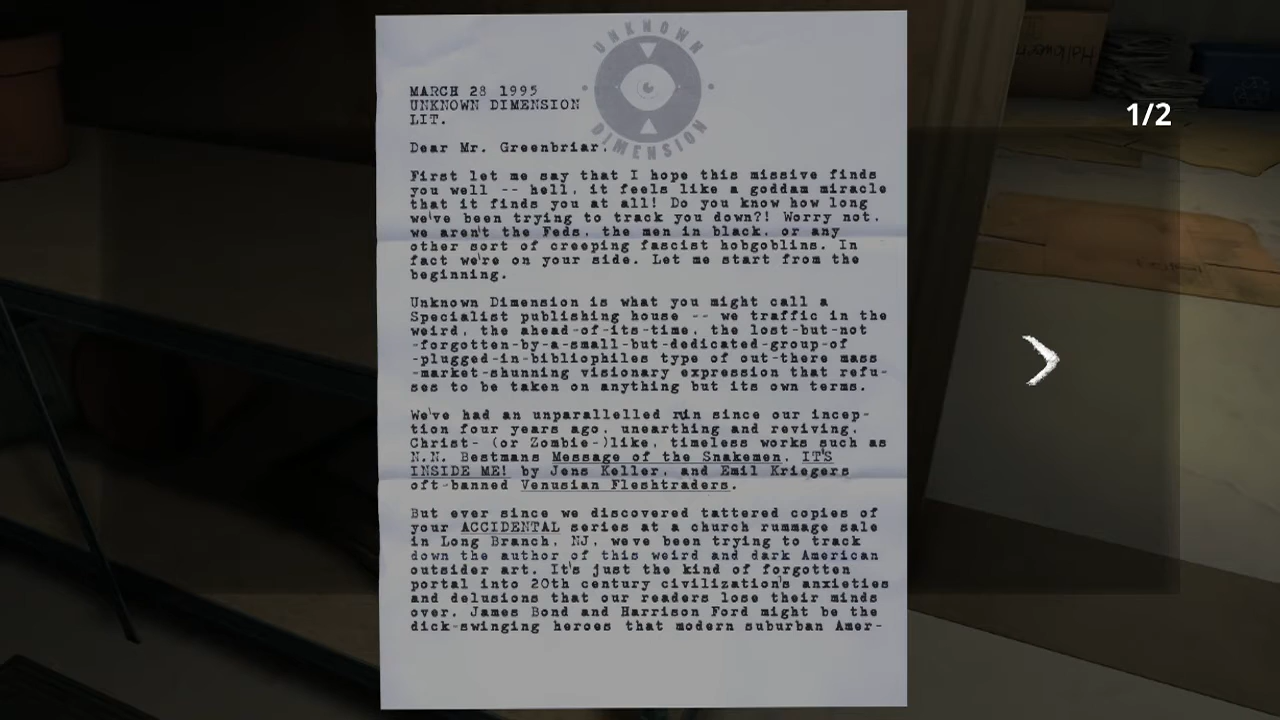 UNKNOWN
DIMENSION
Halloween
1/2
MARCH 28 1995
UNKNOWN DIMENSION
LIT.
Dear Mr. Greenbriar,
First let me say that I hope this missive finds
you well -- hell, it feels like a goddam miracle
that it finds you at all! Do you know how long
we've been trying to track you down?! Worry not,
we aren't the Feds, the men in black, or any
other sort of creeping fascist hobgoblins. In
fact we're on your side. Let me start from the
beginning.
Unknown Dimension is what you might call a
Specialist publishing house -- we traffic in the
weird, the ahead-of-its-time, the lost-but-not
-forgotten-by-a-small-but-dedicated-group-of
-plugged-in-bibliophiles type of out-there mass
-market-shunning visionary expression that refu-
ses to be taken on anything but its own terms.
We've had an unparallelled run since our incep-
tion four years ago, unearthing and reviving,
Christ- (or Zombie-)like, timeless works such as
N.N. Bestmans Message of the Snakemen, IT'S
INSIDE ME! by Jens Keller, and Emil Kriegers
oft-banned Venusian Fleshtraders.
But ever since we discovered tattered copies of
your ACCIDENTAL series at a church rummage sale
in Long Branch, NJ, we've been trying to track
down the author of this weird and dark American
outsider art. It's just the kind of forgotten
portal into 20th century civilization's anxieties
and delusions that our readers lose their minds
over. James Bond and Harrison Ford might be the
dick-swinging heroes that modern suburban Amer-